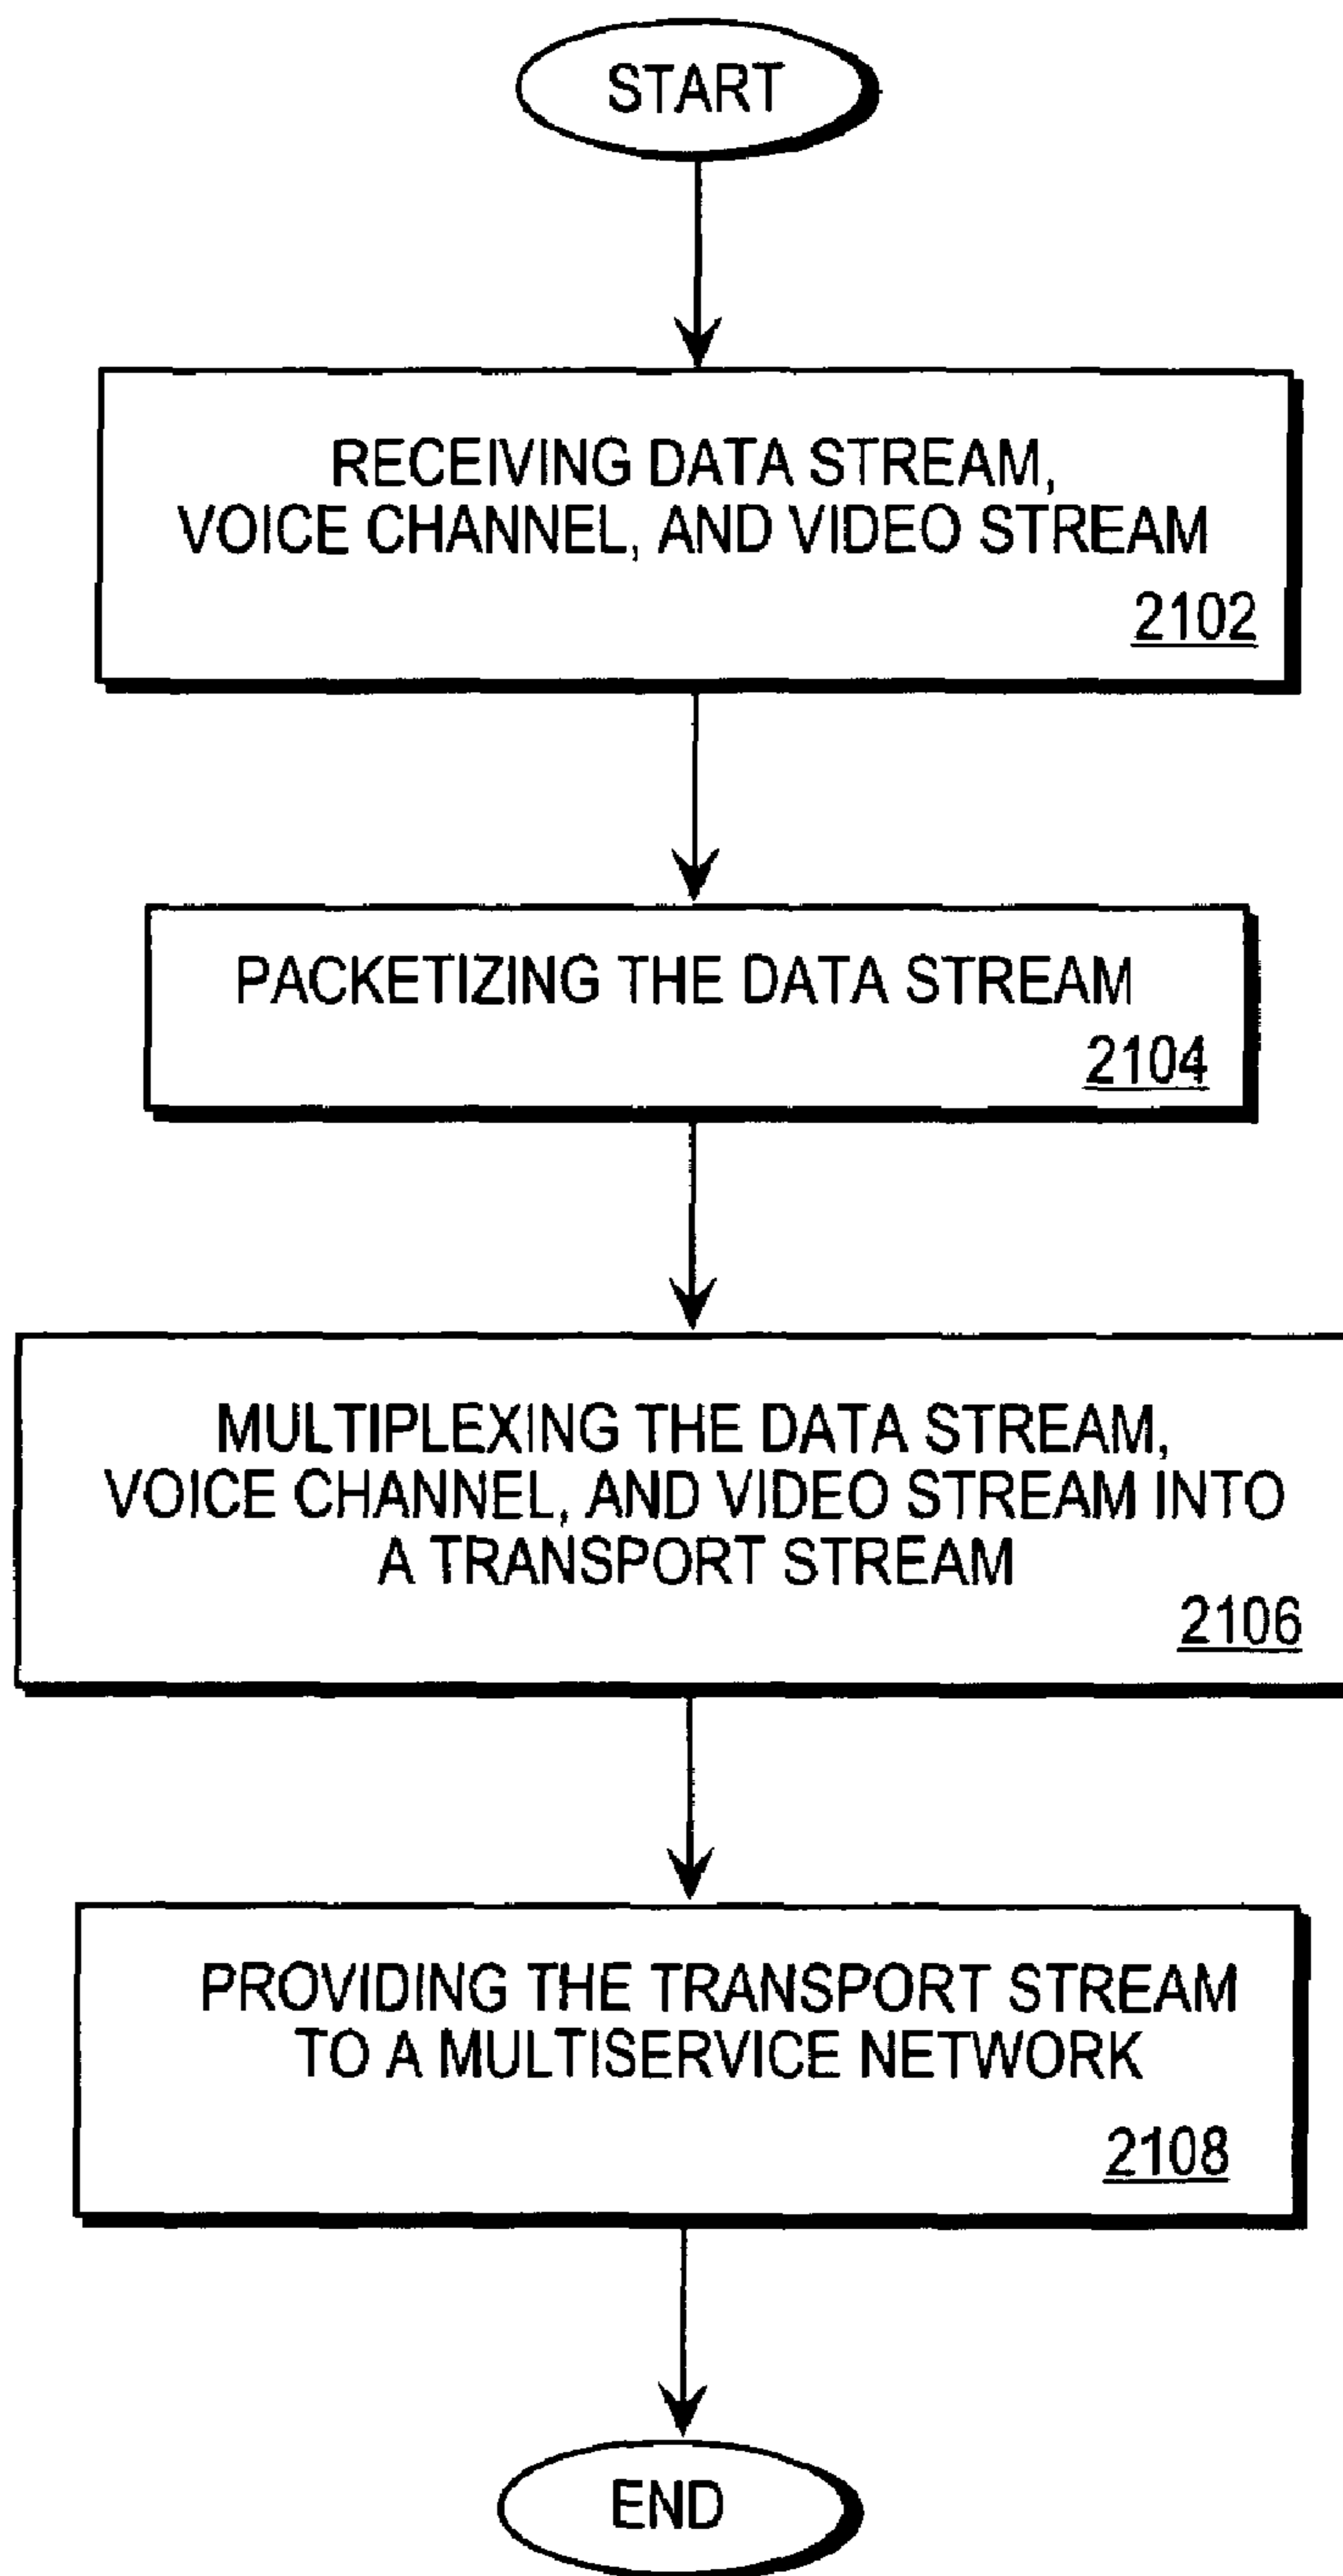 START
RECEIVING DATA STREAM,
VOICE CHANNEL, AND VIDEO STREAM
2102
PACKETIZING THE DATA STREAM
2104
MULTIPLEXING THE DATA STREAM,
VOICE CHANNEL, AND VIDEO STREAM INTO
A TRANSPORT STREAM
2106
PROVIDING THE TRANSPORT STREAM
TO A MULTISERVICE NETWORK
2108
END